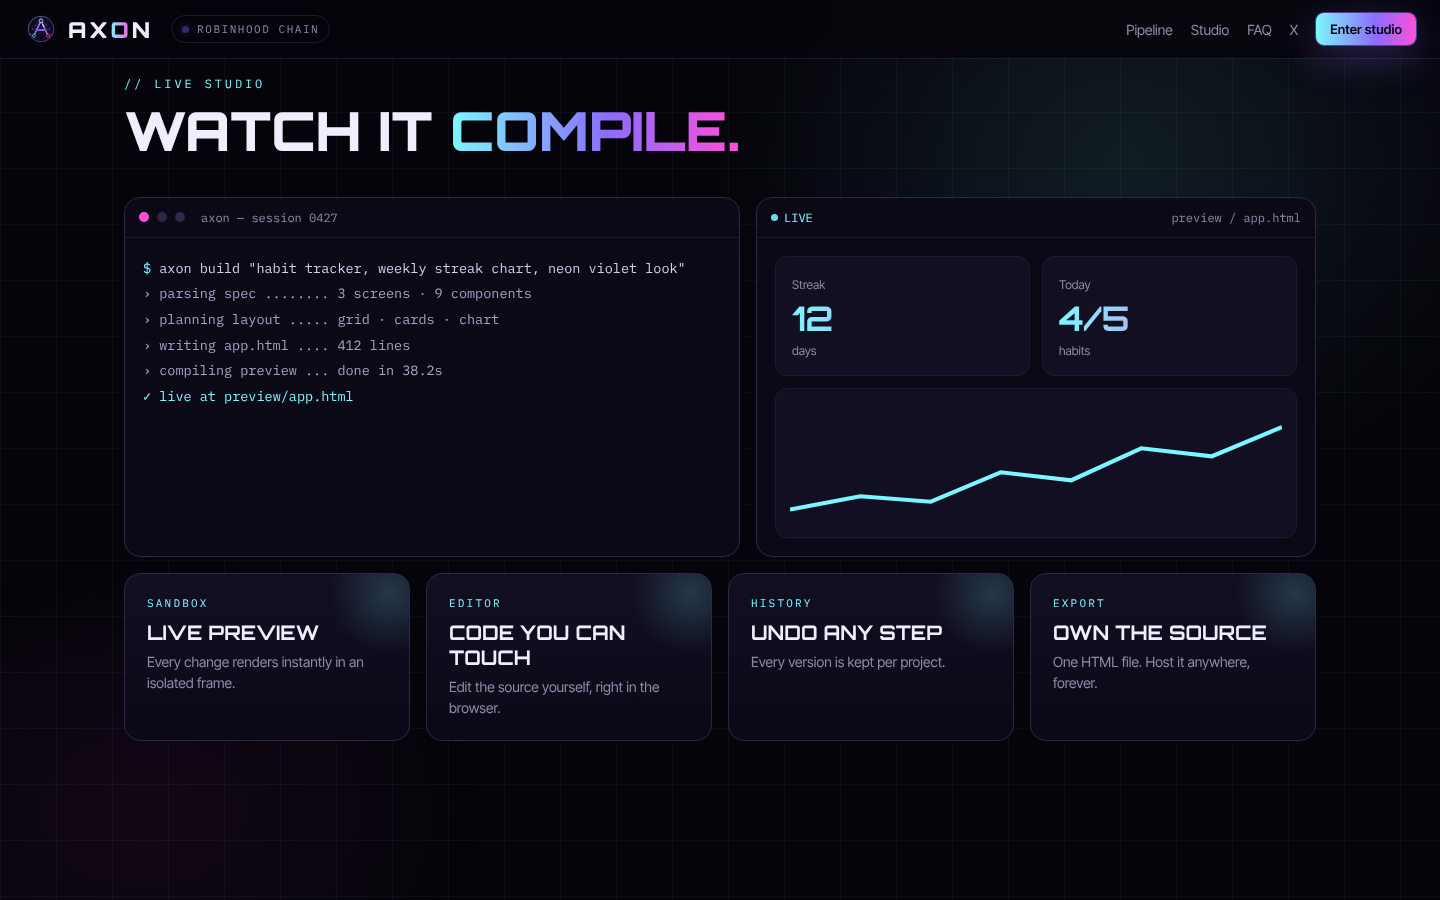 AXON
ROBINHOOD CHAIN
Pipeline
Studio
FAQ
X
Enter studio
// LIVE STUDIO
WATCH IT COMPILE.
axon — session 0427
$ axon build "habit tracker, weekly streak chart, neon violet look"
› parsing spec ........ 3 screens · 9 components
› planning layout ..... grid · cards · chart
› writing app.html .... 412 lines
› compiling preview ... done in 38.2s
✓ live at preview/app.html
LIVE
preview / app.html
Streak
12
days
Today
4/5
habits
SANDBOX
LIVE PREVIEW
Every change renders instantly in an
isolated frame.
EDITOR
CODE YOU CAN
TOUCH
Edit the source yourself, right in the
browser.
HISTORY
UNDO ANY STEP
Every version is kept per project.
EXPORT
OWN THE SOURCE
One HTML file. Host it anywhere,
forever.